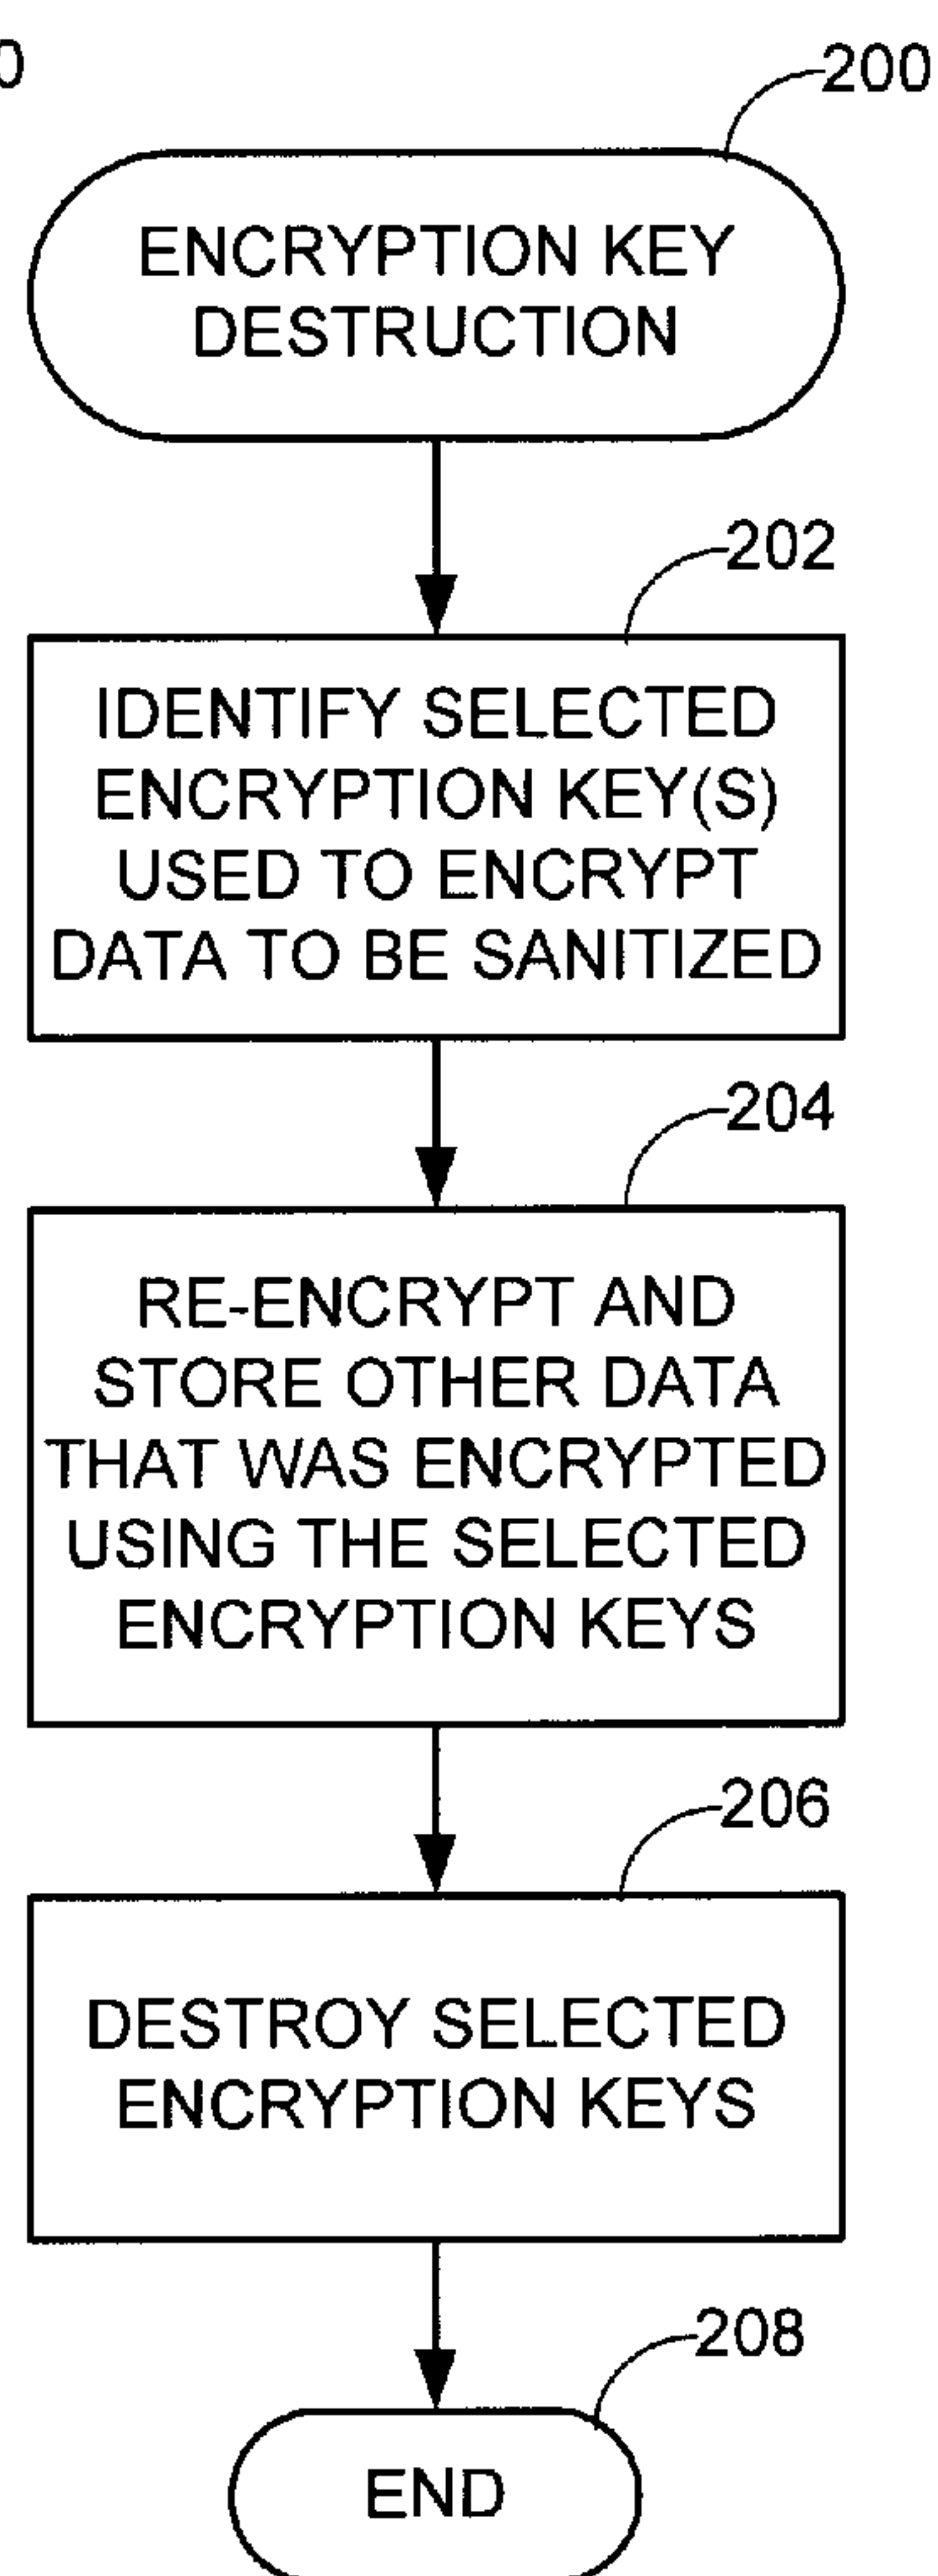 0
200
ENCRYPTION KEY
DESTRUCTION
202
IDENTIFY SELECTED
ENCRYPTION KEY(S)
USED TO ENCRYPT
DATA TO BE SANITIZED
204
RE-ENCRYPT AND
STORE OTHER DATA
THAT WAS ENCRYPTED
USING THE SELECTED
ENCRYPTION KEYS
206
DESTROY SELECTED
ENCRYPTION KEYS
208
END